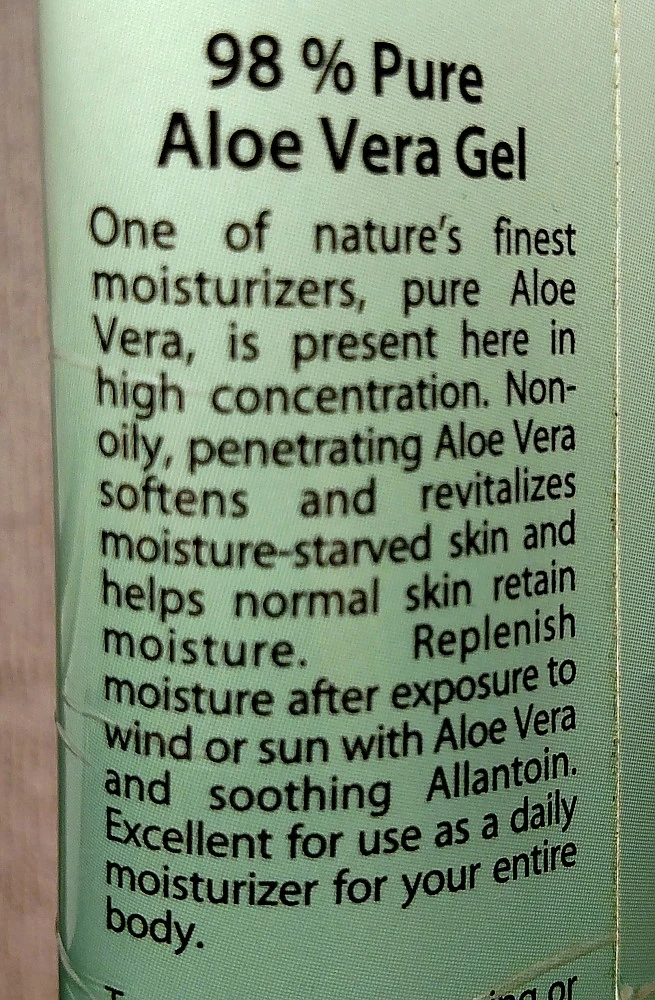 98 % Pure
Aloe Vera Gel
One of nature's finest
moisturizers, pure Aloe
Vera, is present here in
high concentration. Non-
oily, penetrating Aloe Vera
softens and revitalizes
moisture-starved skin and
helps normal skin retain
moisture. Replenish
moisture after exposure to
wind or sun with Aloe Vera
and soothing Allantoin.
Excellent for use as a daily
moisturizer for your entire
body.
or